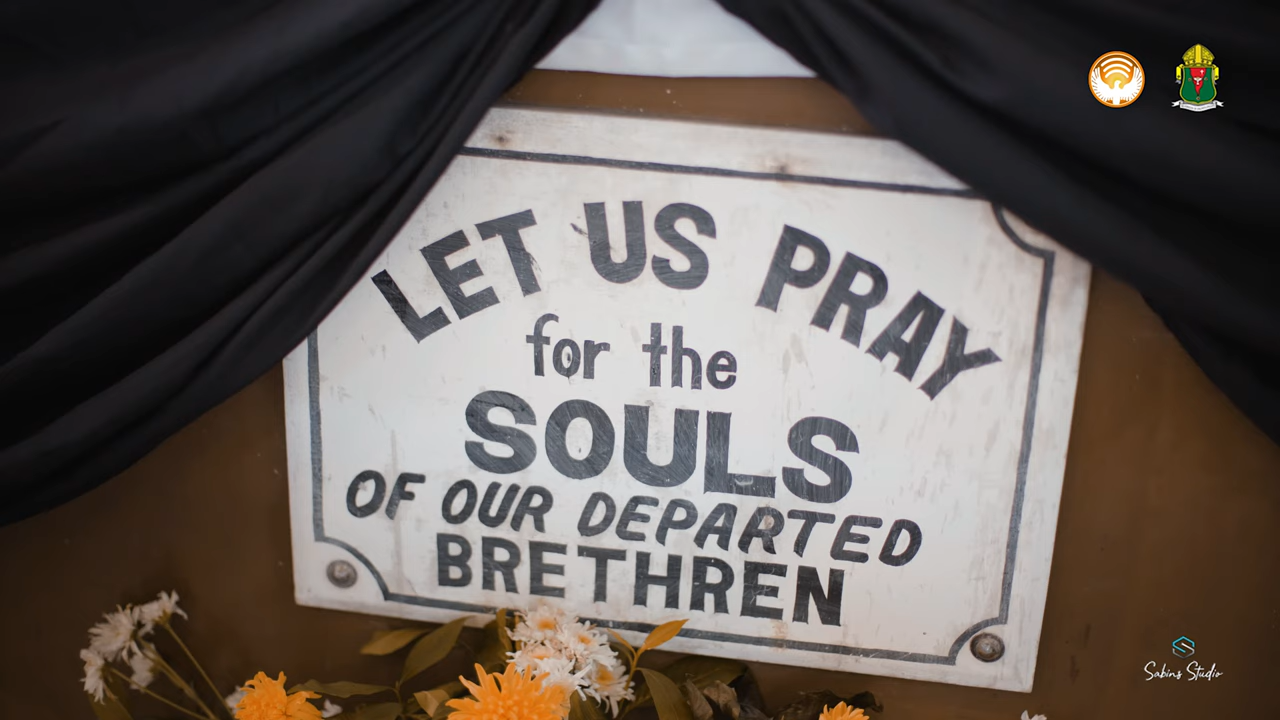 LET US PRAY
for the
SOULS
OF OUR DEPARTED
BRETHREN
Sabins Studio